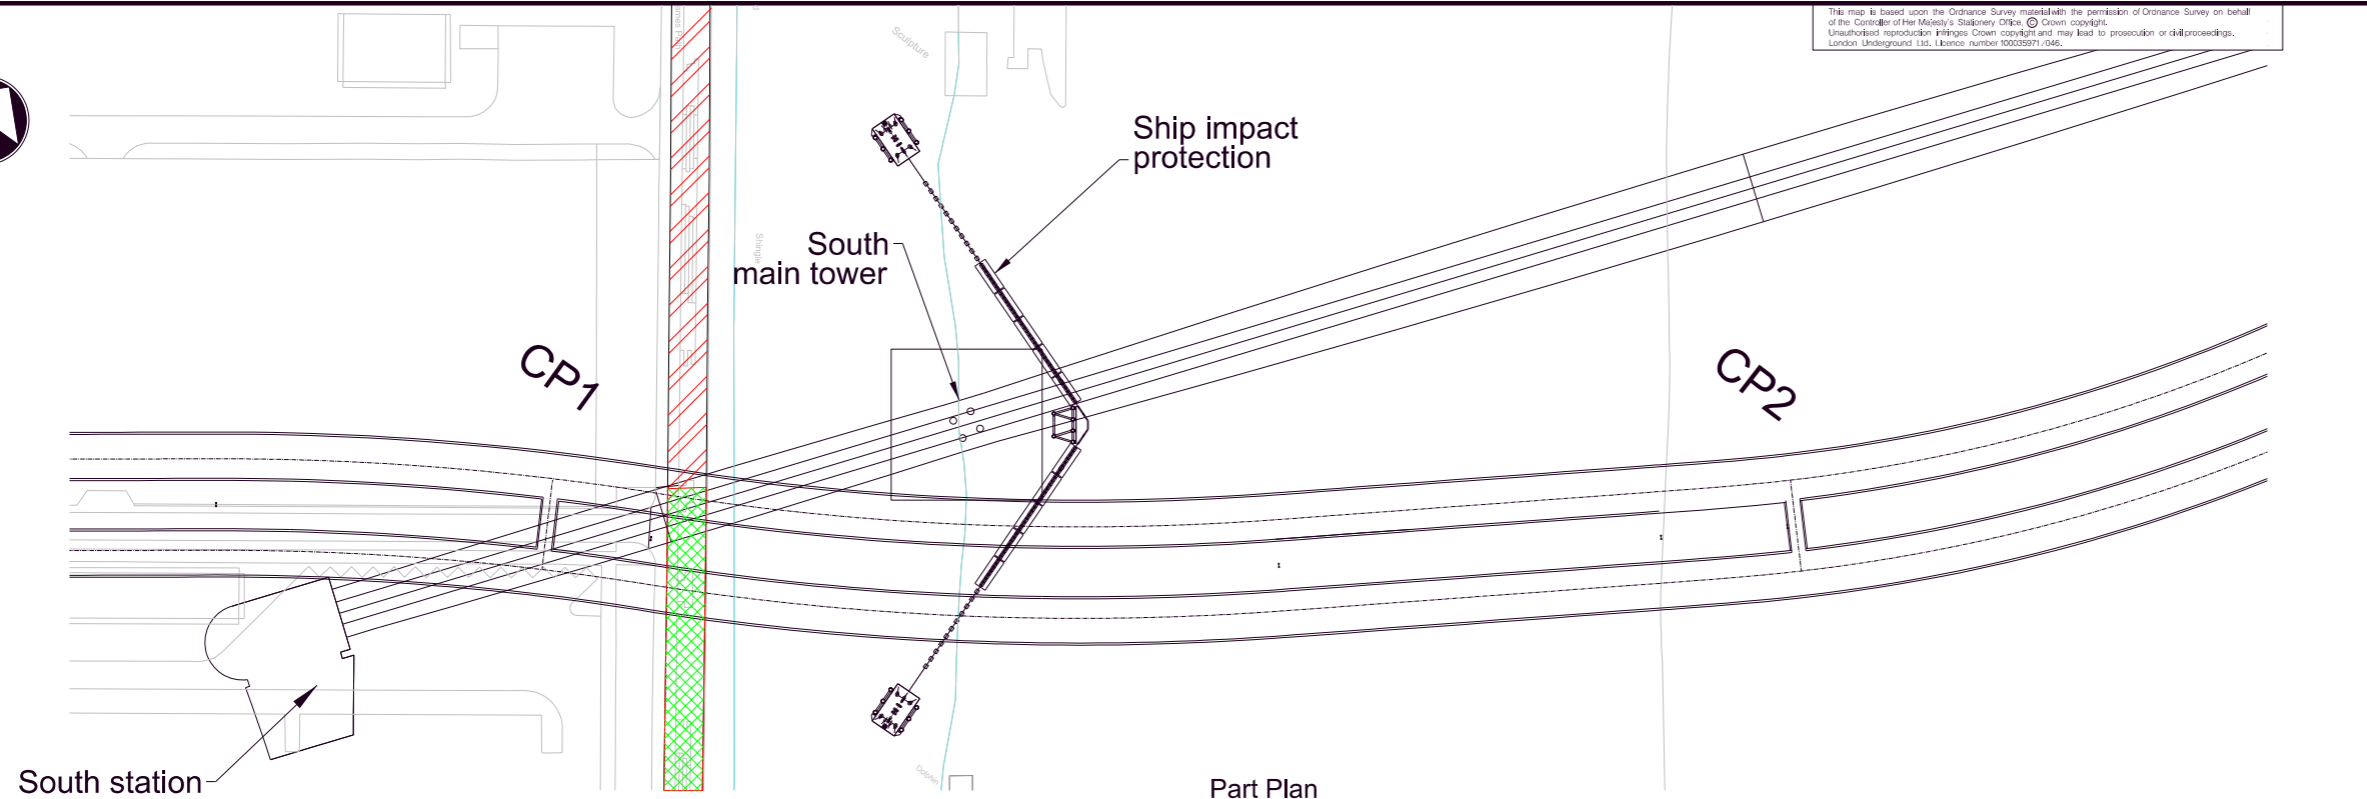 This map is based upon the Ordnance Survey material with the permission of Ordnance Survey on behalf
of the Controller of Her Majesty's Stationery Office, © Crown copyright.
Unauthorised reproduction infringes Crown copyright and may lead to prosecution or civil proceedings.
London Underground Ltd. Licence number 100035971/046.
Sculpture
Ship impact
protection
South
main tower
Shingle
CP1
CP2
South station
Dolphin
Part Plan